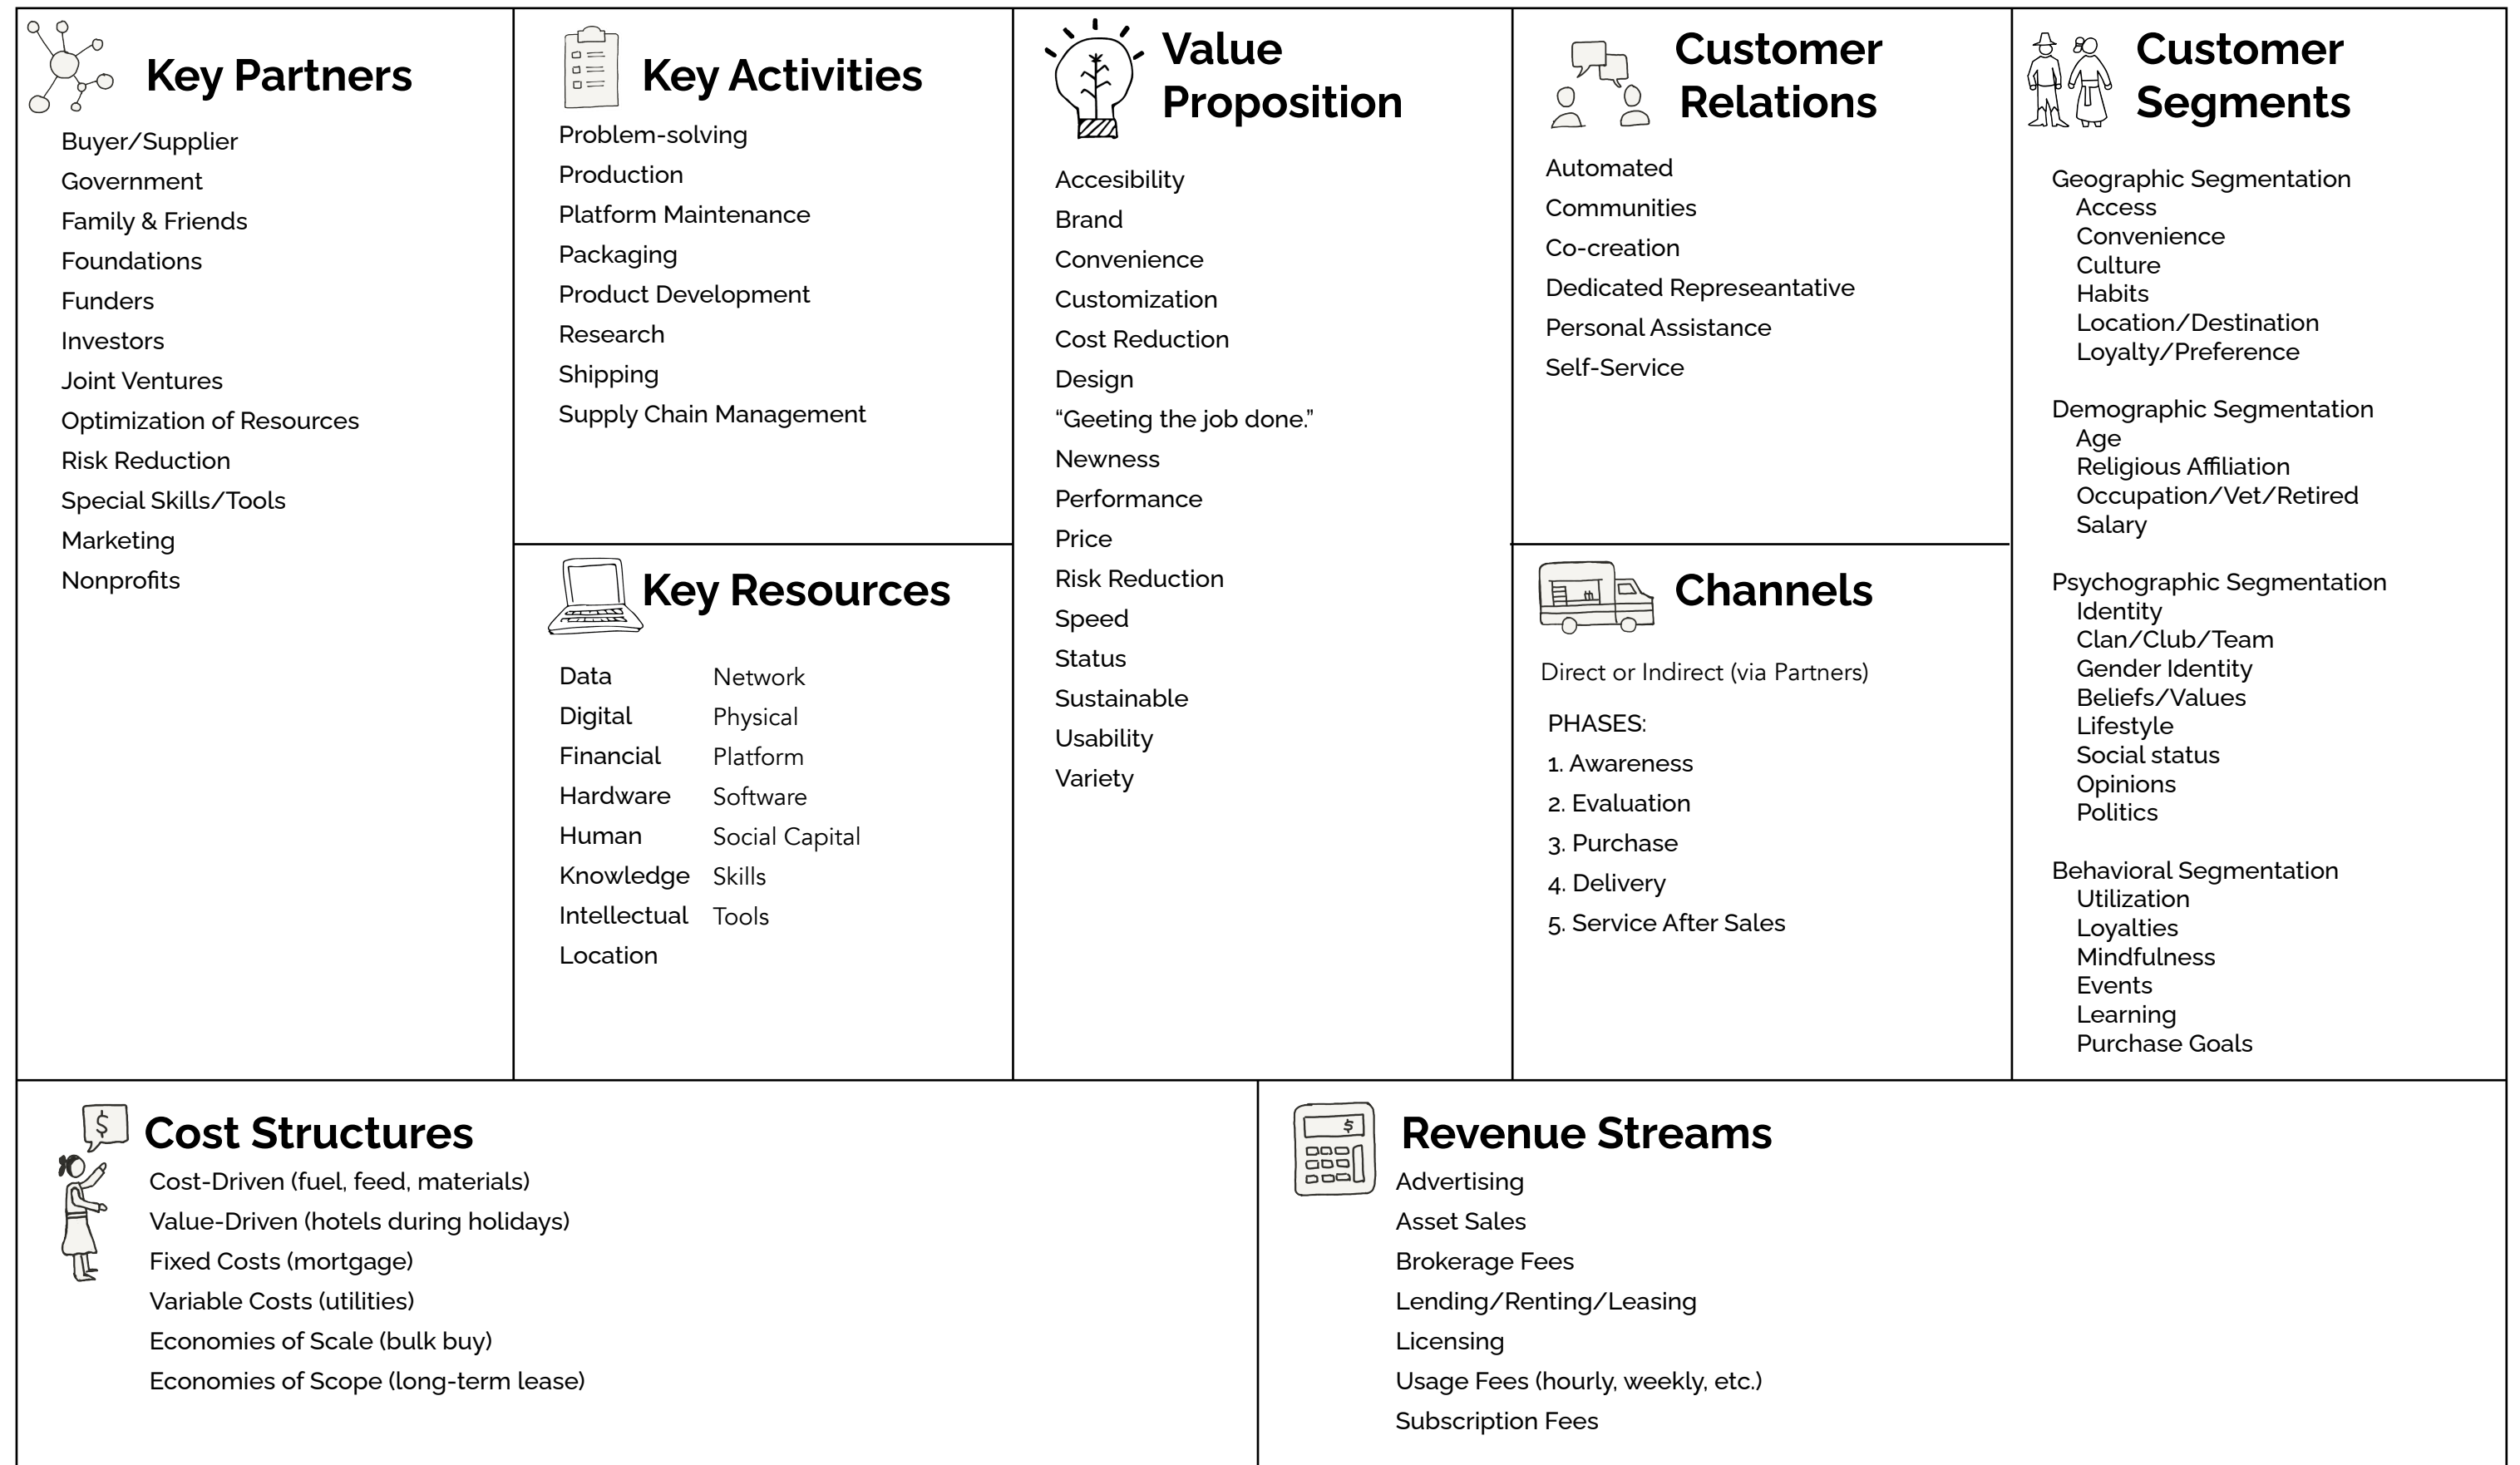 Key Partners
Buyer/Supplier
Government
Family & Friends
Foundations
Funders
Investors
Joint Ventures
Optimization of Resources
Risk Reduction
Special Skills/Tools
Marketing
Nonprofits
Key Activities
Problem-solving
Production
Platform Maintenance
Packaging
Product Development
Research
Shipping
Supply Chain Management
Key Resources
Data
Digital
Financial
Hardware
Human
Knowledge
Intellectual
Location
Network
Physical
Platform
Software
Social Capital
Skills
Tools
Value
Proposition
Accesibility
Brand
Convenience
Customization
Cost Reduction
Design
“Geeting the job done.”
Newness
Performance
Price
Risk Reduction
Speed
Status
Sustainable
Usability
Variety
Customer
Relations
Automated
Communities
Co-creation
Dedicated Represeantative
Personal Assistance
Self-Service
Channels
Direct or Indirect (via Partners)
PHASES:
1. Awareness
2. Evaluation
3. Purchase
4. Delivery
5. Service After Sales
Customer
Segments
Geographic Segmentation
Access
Convenience
Culture
Habits
Location/Destination
Loyalty/Preference
Demographic Segmentation
Age
Religious Affiliation
Occupation/Vet/Retired
Salary
Psychographic Segmentation
Identity
Clan/Club/Team
Gender Identity
Beliefs/Values
Lifestyle
Social status
Opinions
Politics
Behavioral Segmentation
Utilization
Loyalties
Mindfulness
Events
Learning
Purchase Goals
$
Cost Structures
Cost-Driven (fuel, feed, materials)
Value-Driven (hotels during holidays)
Fixed Costs (mortgage)
Variable Costs (utilities)
Economies of Scale (bulk buy)
Economies of Scope (long-term lease)
$
Revenue Streams
Advertising
Asset Sales
Brokerage Fees
Lending/Renting/Leasing
Licensing
Usage Fees (hourly, weekly, etc.)
Subscription Fees